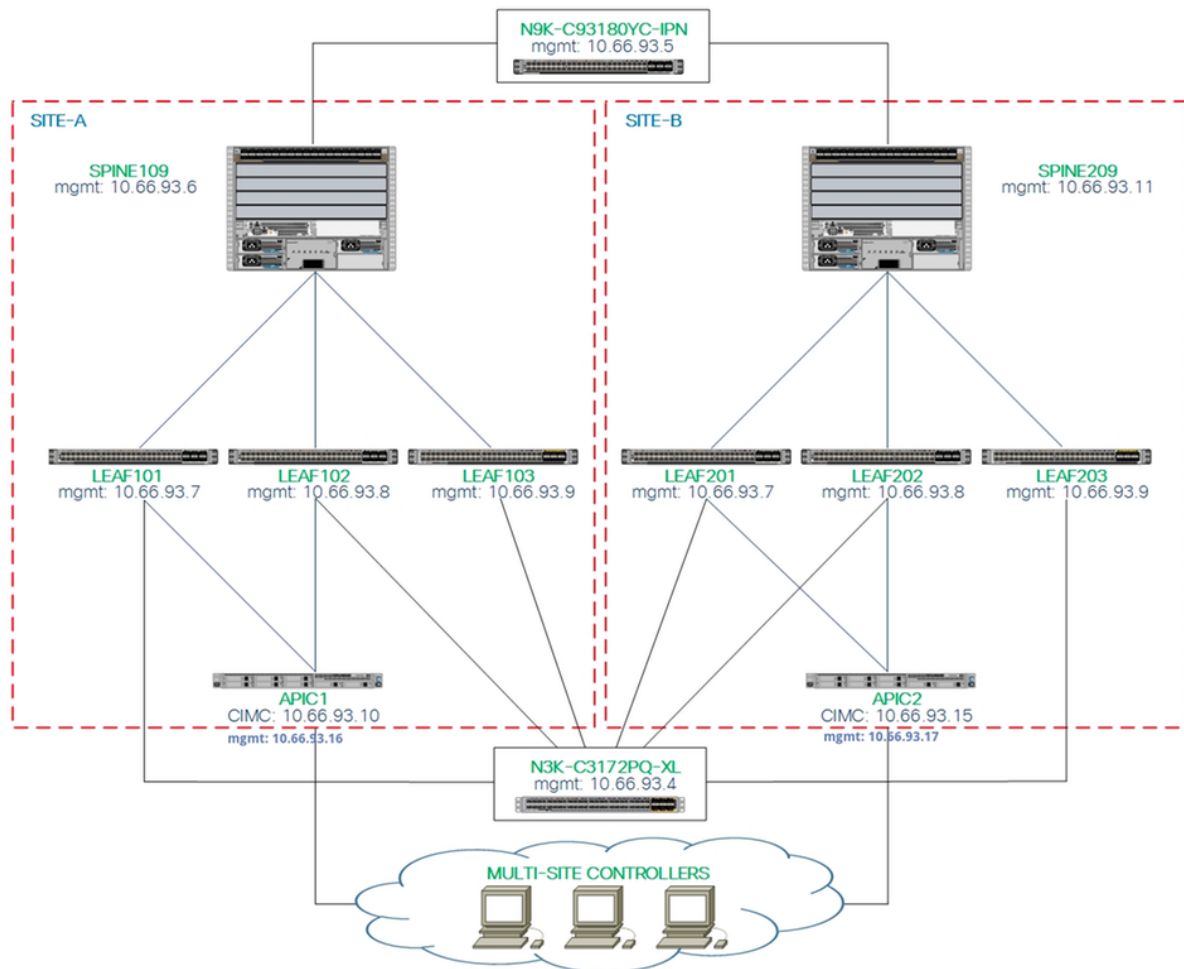 N9K-C93180YC-IPN
mgmt: 10.66.93.5
SITE-A
SITE-B
SPINE109
mgmt: 10.66.93.6
SPINE209
mgmt: 10.66.93.11
LEAF101
mgmt: 10.66.93.7
LEAF102
mgmt: 10.66.93.8
LEAF103
mgmt: 10.66.93.9
LEAF201
mgmt: 10.66.93.7
LEAF202
mgmt: 10.66.93.8
LEAF203
mgmt: 10.66.93.9
APIC1
CIMC: 10.66.93.10
mgmt: 10.66.93.16
APIC2
CIMC: 10.66.93.15
mgmt: 10.66.93.17
N3K-C3172PQ-XL
mgmt: 10.66.93.4
MULTI-SITE CONTROLLERS